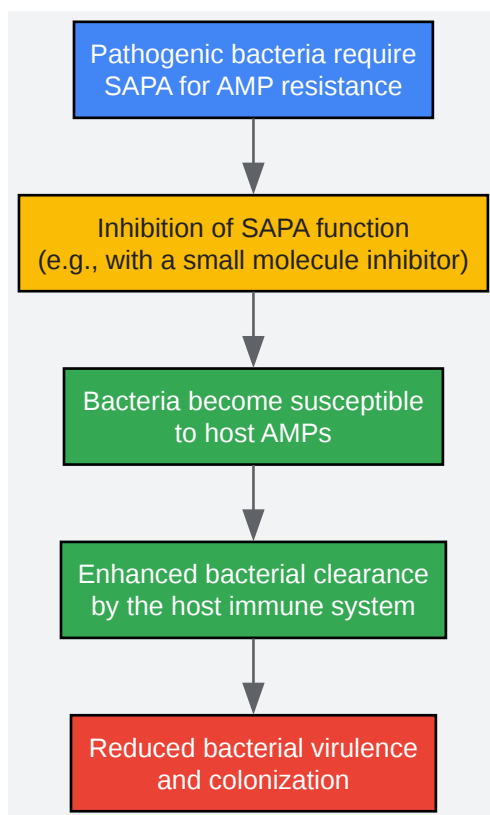 Pathogenic bacteria require
SAPA for AMP resistance
Inhibition of SAPA function
(e.g., with a small molecule inhibitor)
Bacteria become susceptible
to host AMPs
Enhanced bacterial clearance
by the host immune system
Reduced bacterial virulence
and colonization